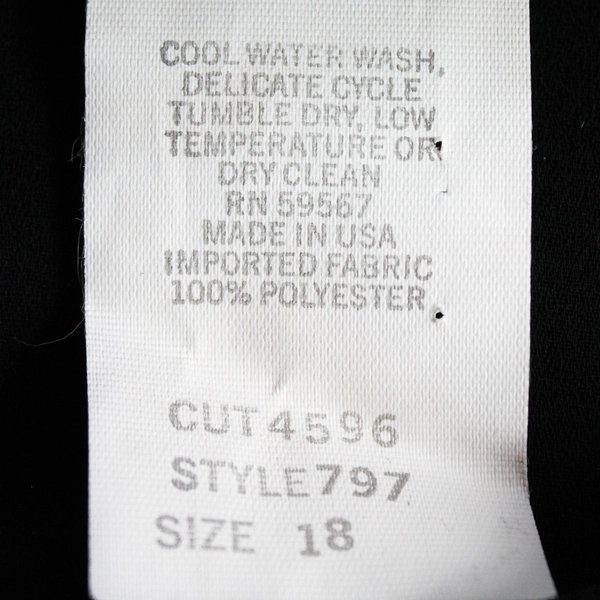 COOL WATER WASH,
DELICATE CYCLE
TUMBLE DRY, LOW
TEMPERATURE OR
DRY CLEAN
RN 59567
MADE IN USA
IMPORTED FABRIC
100% POLYESTER
CUT 4596
STYLE 797
SIZE 18